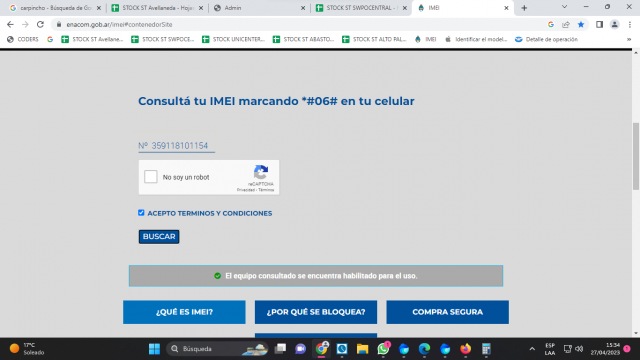 carpincho - Búsqueda de Go
STOCK ST Avellaneda - Hoja
Admin
STOCK ST SWPOCENTRAL -
IMEI
enacom.gob.ar/imei#contenedorSite
CODERS
STOCK ST Avellane...
STOCK ST SWPOCE...
STOCK UNICENTER...
STOCK ST ABASTO...
STOCK ST ALTO PAL...
IMEI
Identificar el model...
Detalle de operación
Consultá tu IMEI marcando *#06# en tu celular
Nº 359118101154
No soy un robot
reCAPTCHA
Privacidad - Términos
ACEPTO TERMINOS Y CONDICIONES
BUSCAR
El equipo consultado se encuentra habilitado para el uso.
¿QUÉ ES IMEI?
¿POR QUÉ SE BLOQUEA?
COMPRA SEGURA
17°C
Soleado
Búsqueda
ESP
LAA
15:34
27/04/2023